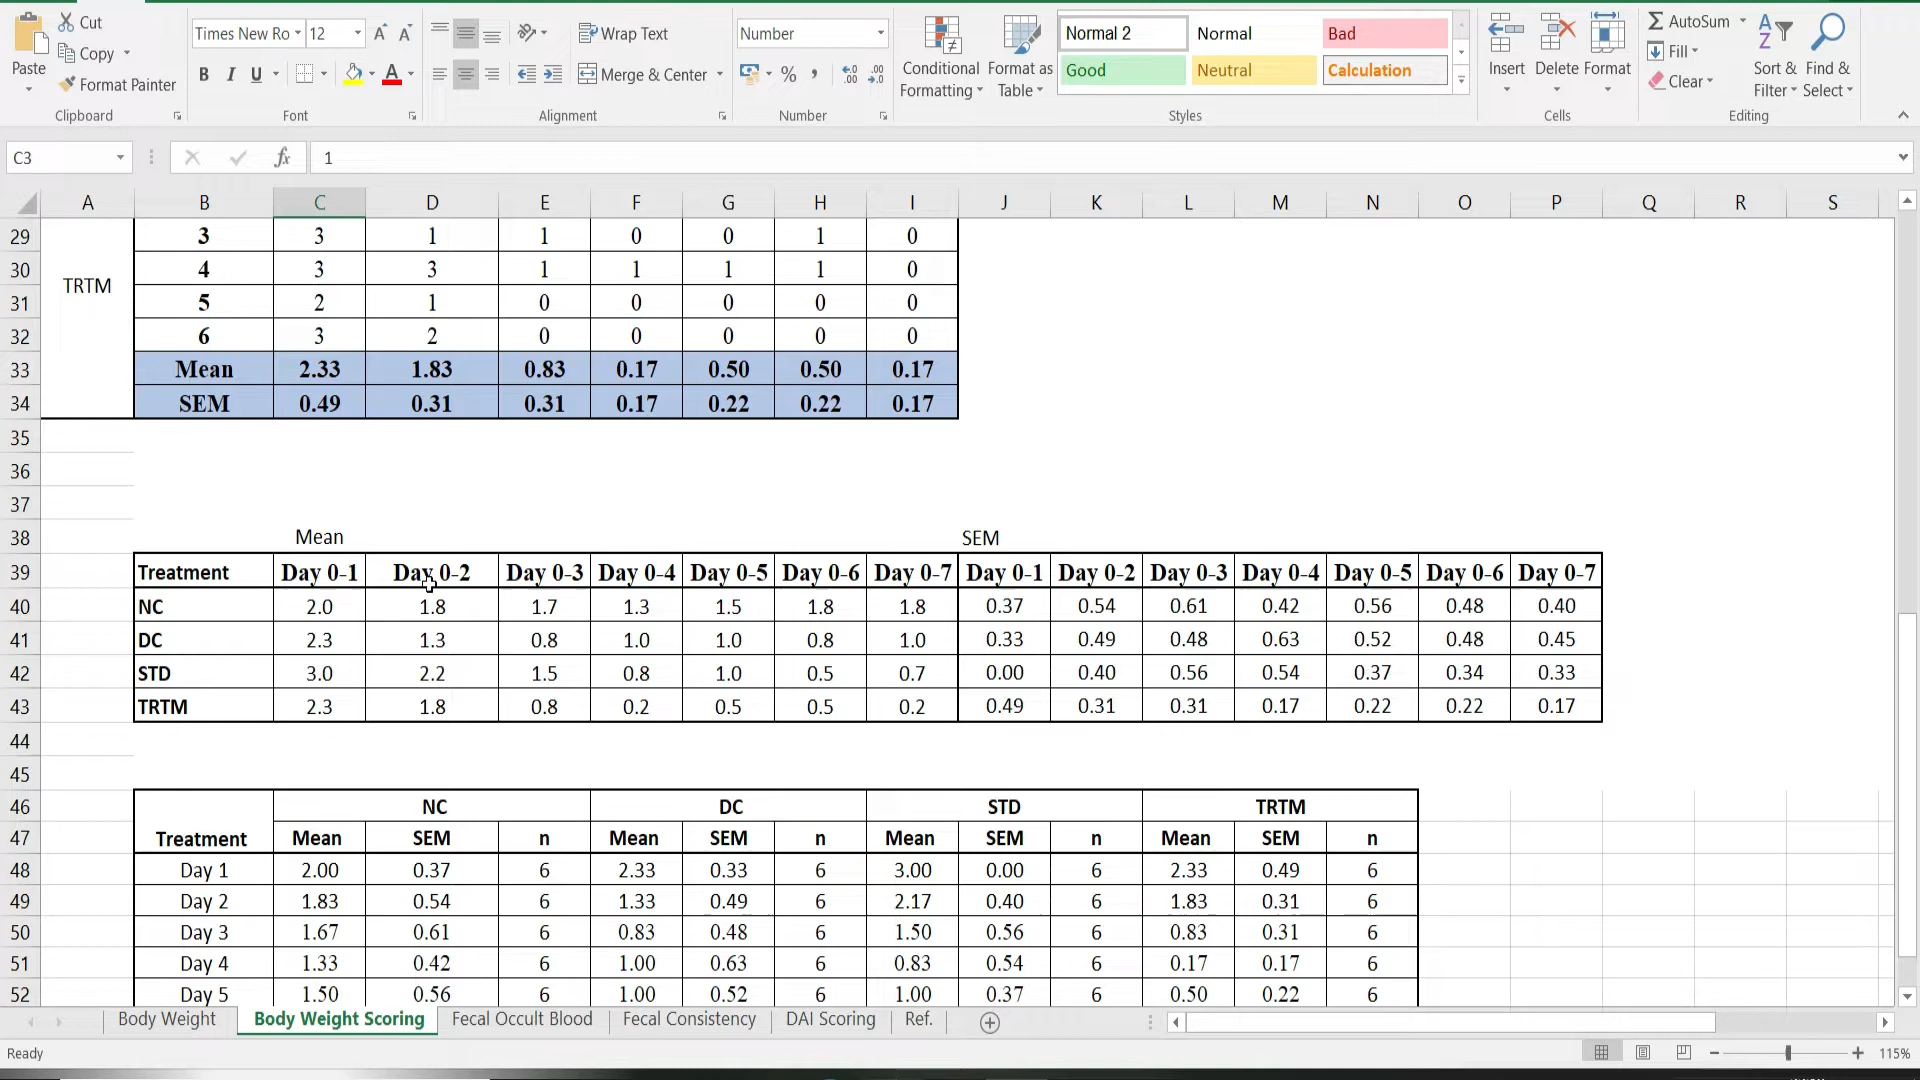 Cut
Copy
Format Painter
Paste
Clipboard
Times New Ro 12
B I U
Font
Wrap Text
Merge & Center
Alignment
Number
%
Number
Conditional Formatting
Format as Table
Normal 2 Normal Bad
Good Neutral Calculation
Styles
Insert Delete Format
Cells
AutoSum
Fill
Clear
Sort & Filter
Find & Select
Editing
C3 fx 1
A B C D E F G H I J K L M N O P Q R S
29 3 3 1 1 0 0 1 0
30 TRTM 4 3 3 1 1 1 1 0
31 5 2 1 0 0 0 0 0
32 6 3 2 0 0 0 0 0
33 Mean 2.33 1.83 0.83 0.17 0.50 0.50 0.17
34 SEM 0.49 0.31 0.31 0.17 0.22 0.22 0.17
35
36
37
38 Mean SEM
39 Treatment Day 0-1 Day 0-2 Day 0-3 Day 0-4 Day 0-5 Day 0-6 Day 0-7 Day 0-1 Day 0-2 Day 0-3 Day 0-4 Day 0-5 Day 0-6 Day 0-7
40 NC 2.0 1.8 1.7 1.3 1.5 1.8 1.8 0.37 0.54 0.61 0.42 0.56 0.48 0.40
41 DC 2.3 1.3 0.8 1.0 1.0 0.8 1.0 0.33 0.49 0.48 0.63 0.52 0.48 0.45
42 STD 3.0 2.2 1.5 0.8 1.0 0.5 0.7 0.00 0.40 0.56 0.54 0.37 0.34 0.33
43 TRTM 2.3 1.8 0.8 0.2 0.5 0.5 0.2 0.49 0.31 0.31 0.17 0.22 0.22 0.17
44
45
46 NC DC STD TRTM
47 Treatment Mean SEM n Mean SEM n Mean SEM n Mean SEM n
48 Day 1 2.00 0.37 6 2.33 0.33 6 3.00 0.00 6 2.33 0.49 6
49 Day 2 1.83 0.54 6 1.33 0.49 6 2.17 0.40 6 1.83 0.31 6
50 Day 3 1.67 0.61 6 0.83 0.48 6 1.50 0.56 6 0.83 0.31 6
51 Day 4 1.33 0.42 6 1.00 0.63 6 0.83 0.54 6 0.17 0.17 6
52 Day 5 1.50 0.56 6 1.00 0.52 6 1.00 0.37 6 0.50 0.22 6
Body Weight Body Weight Scoring Fecal Occult Blood Fecal Consistency DAI Scoring Ref.
Ready 115%